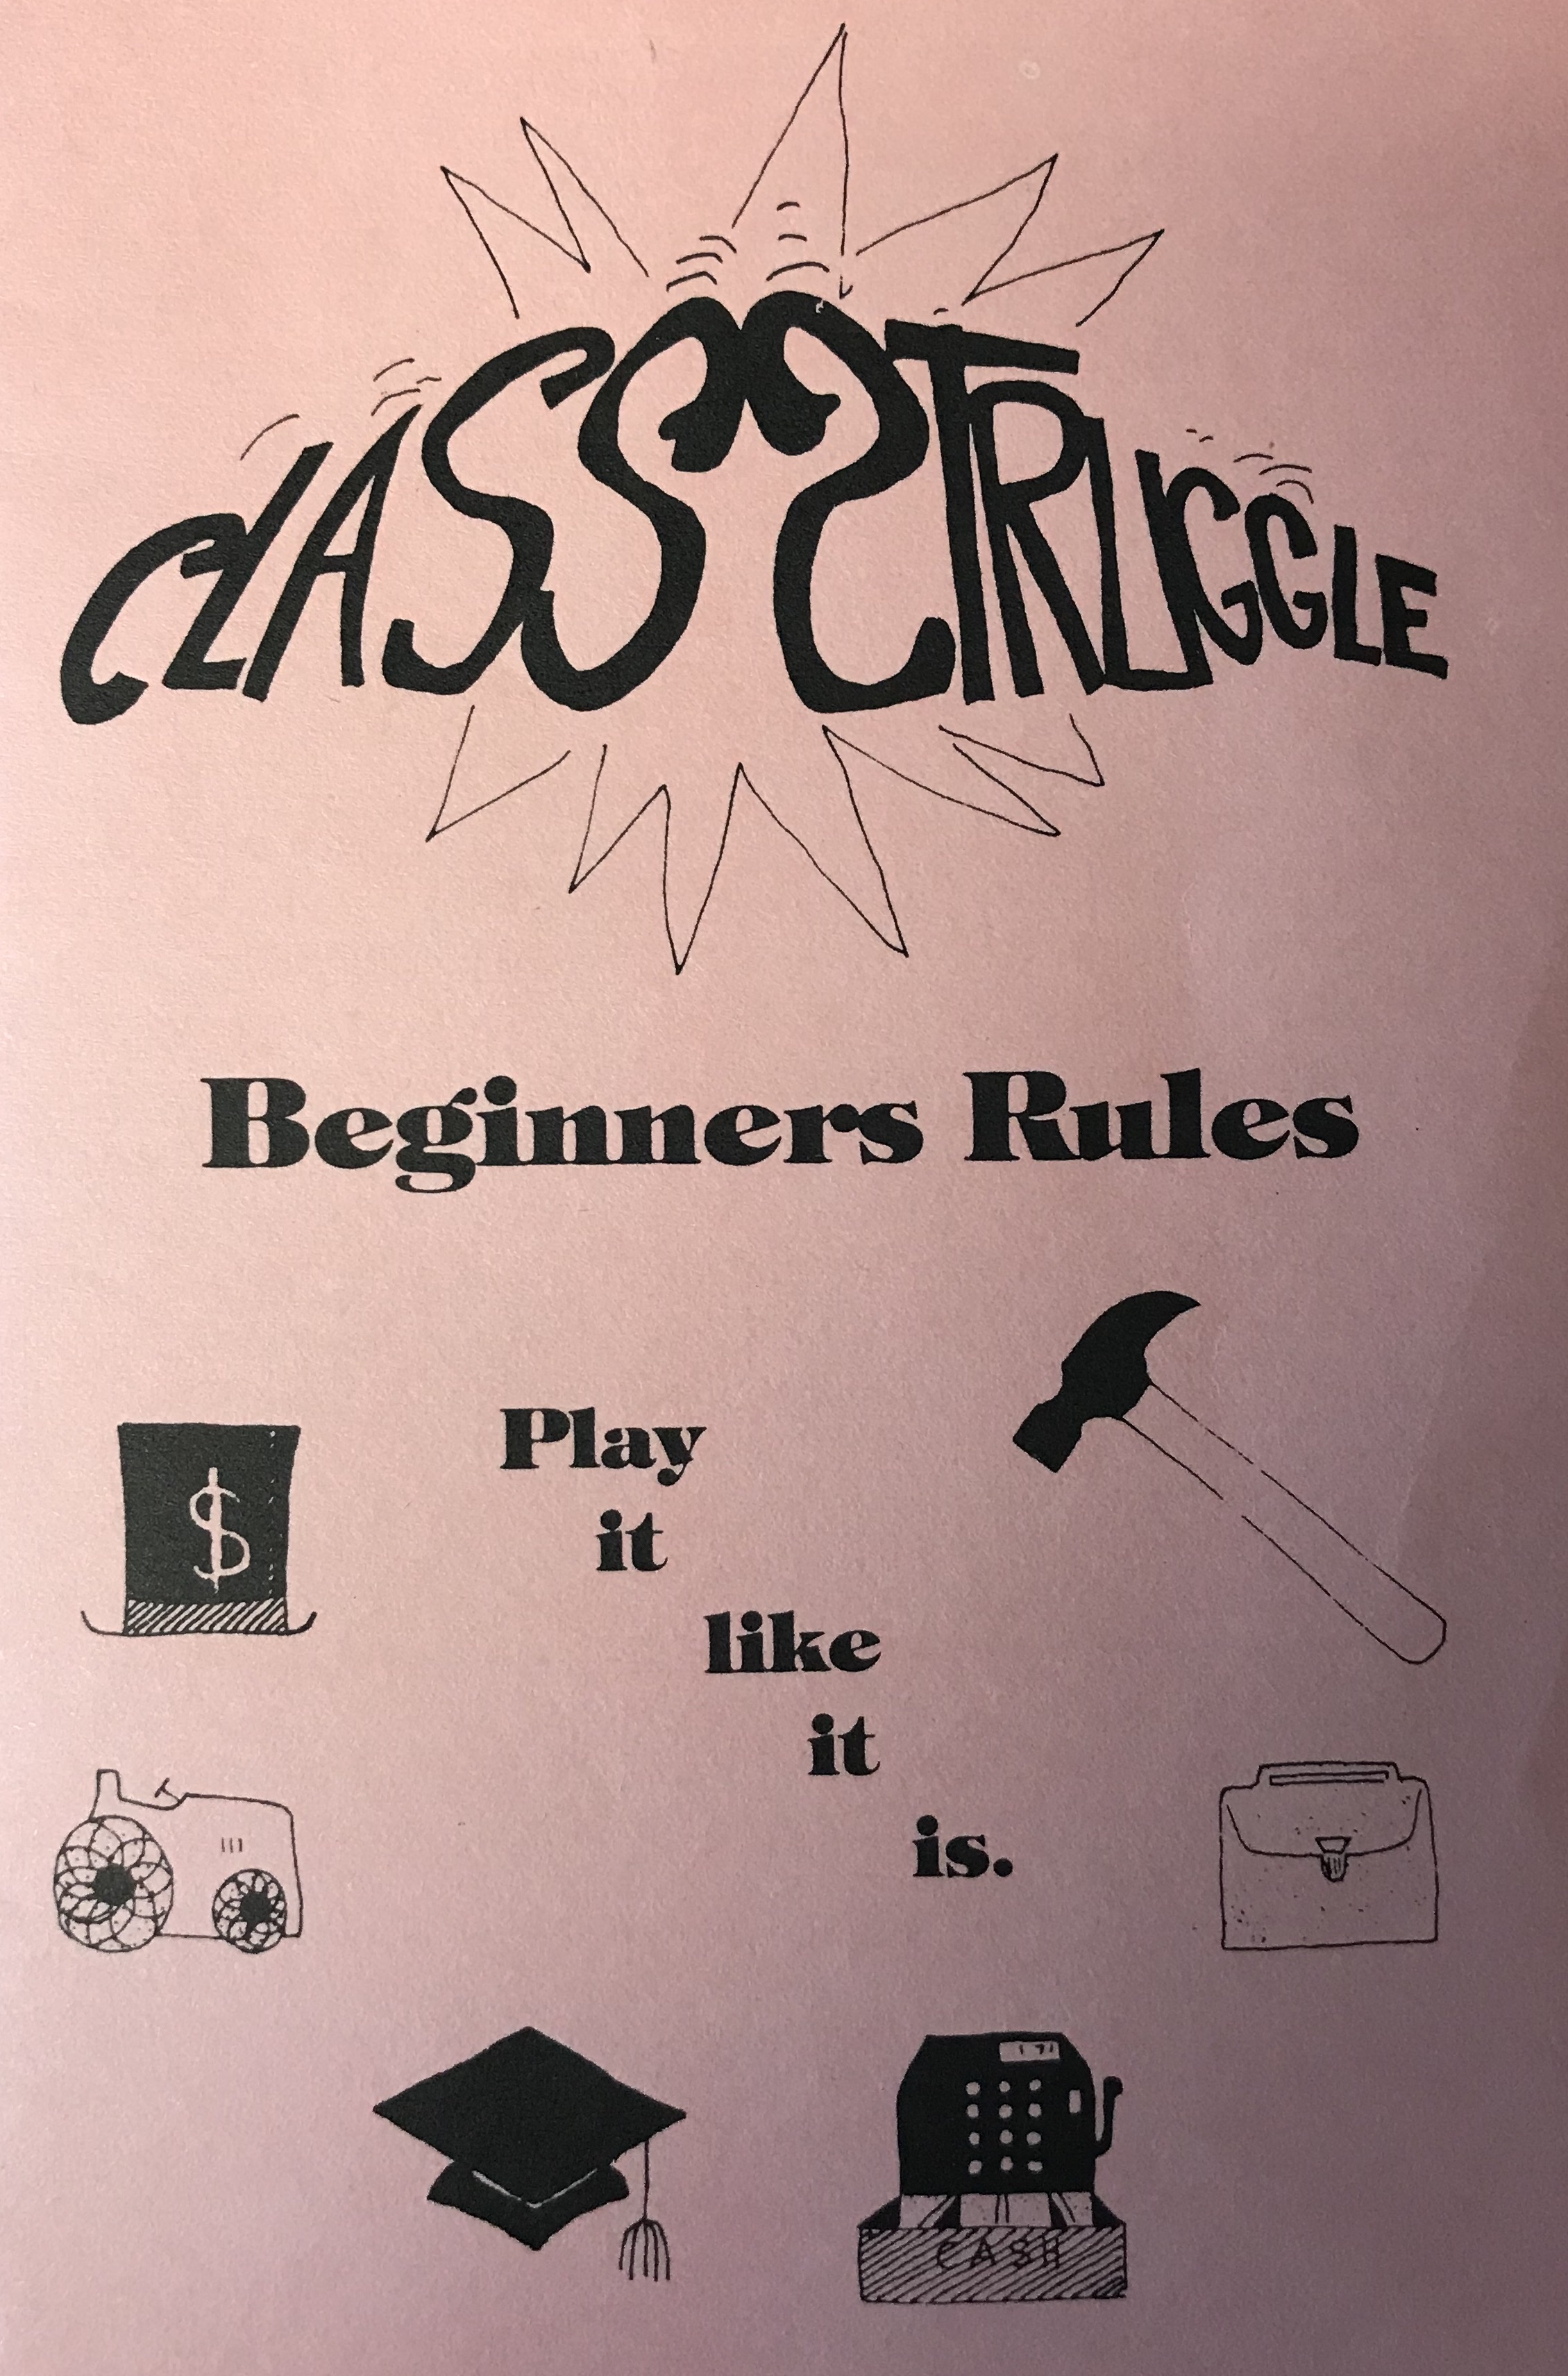 CLASS STRUGGLE
Beginners Rules
Play
it
like
it
is.
$
CASH